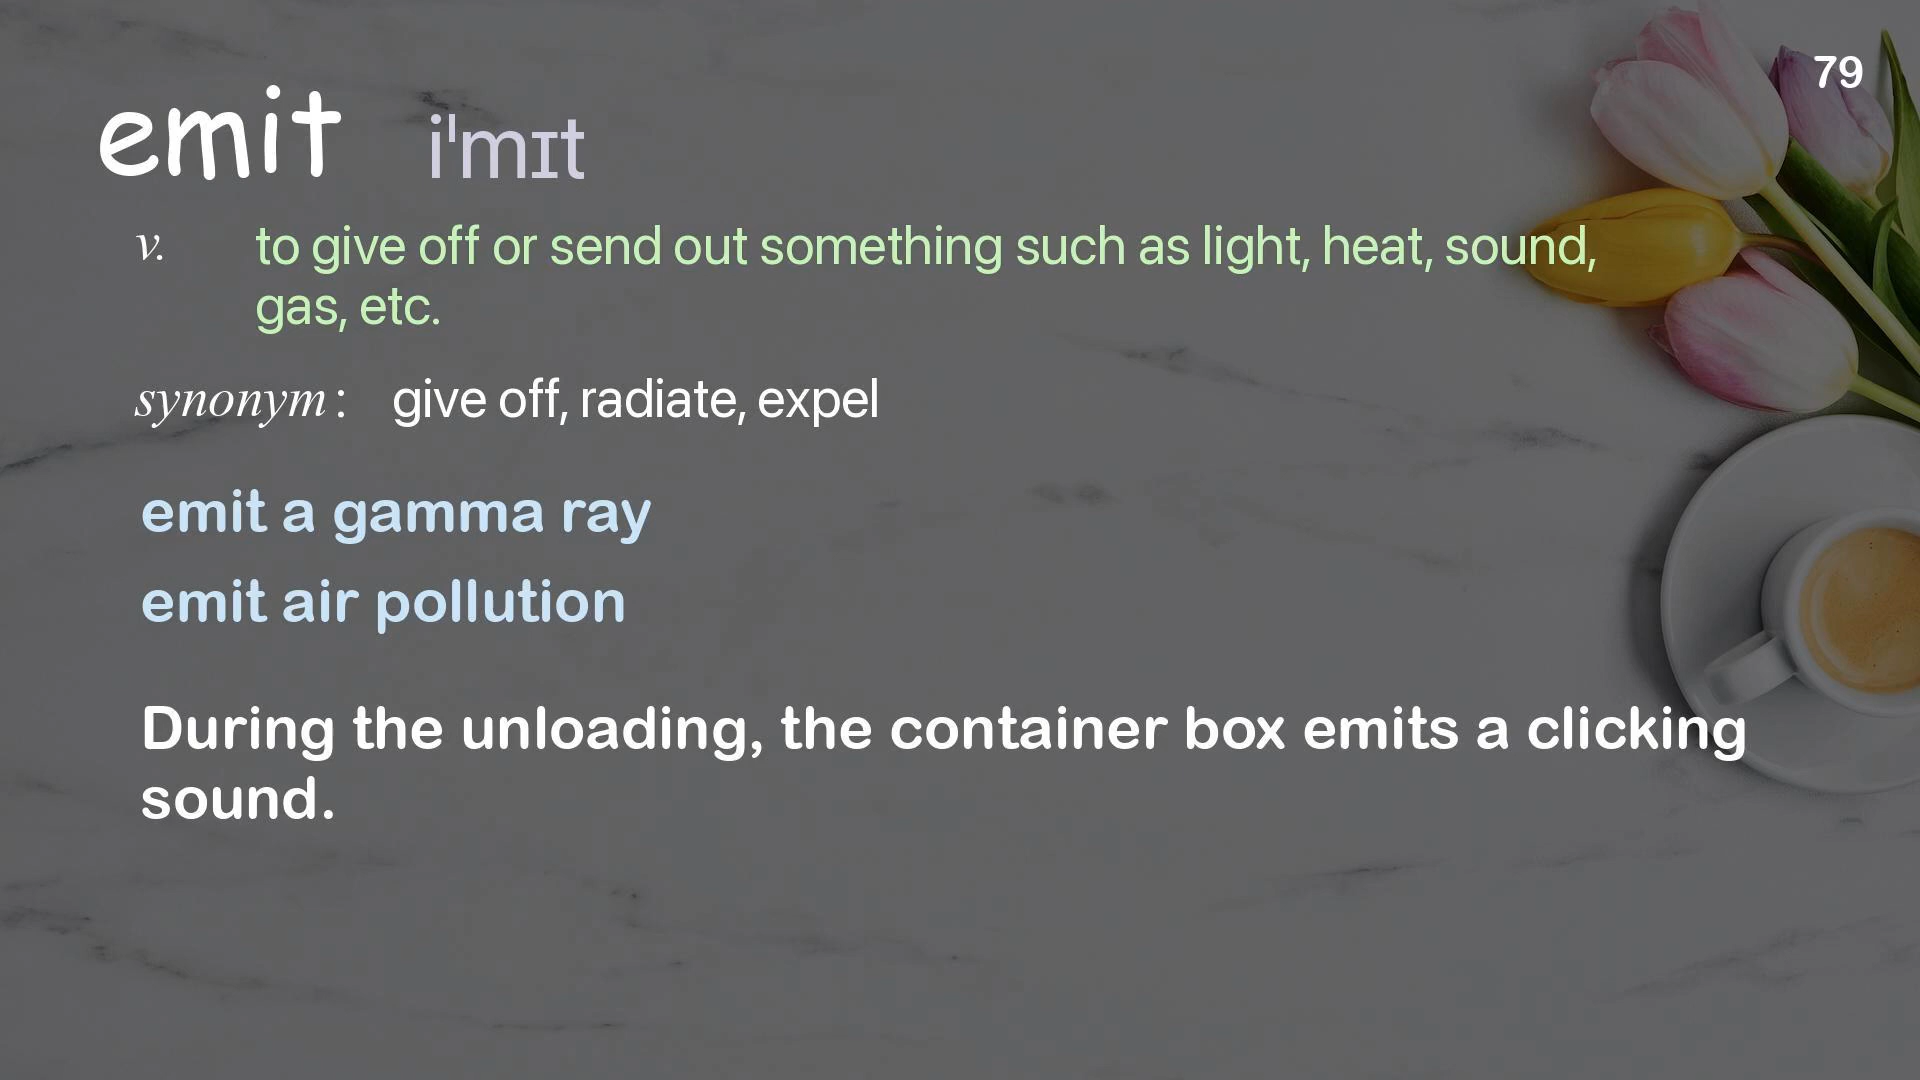 79
emit iˈmɪt
v. to give off or send out something such as light, heat, sound,
gas, etc.
synonym : give off, radiate, expel
emit a gamma ray
emit air pollution
During the unloading, the container box emits a clicking
sound.